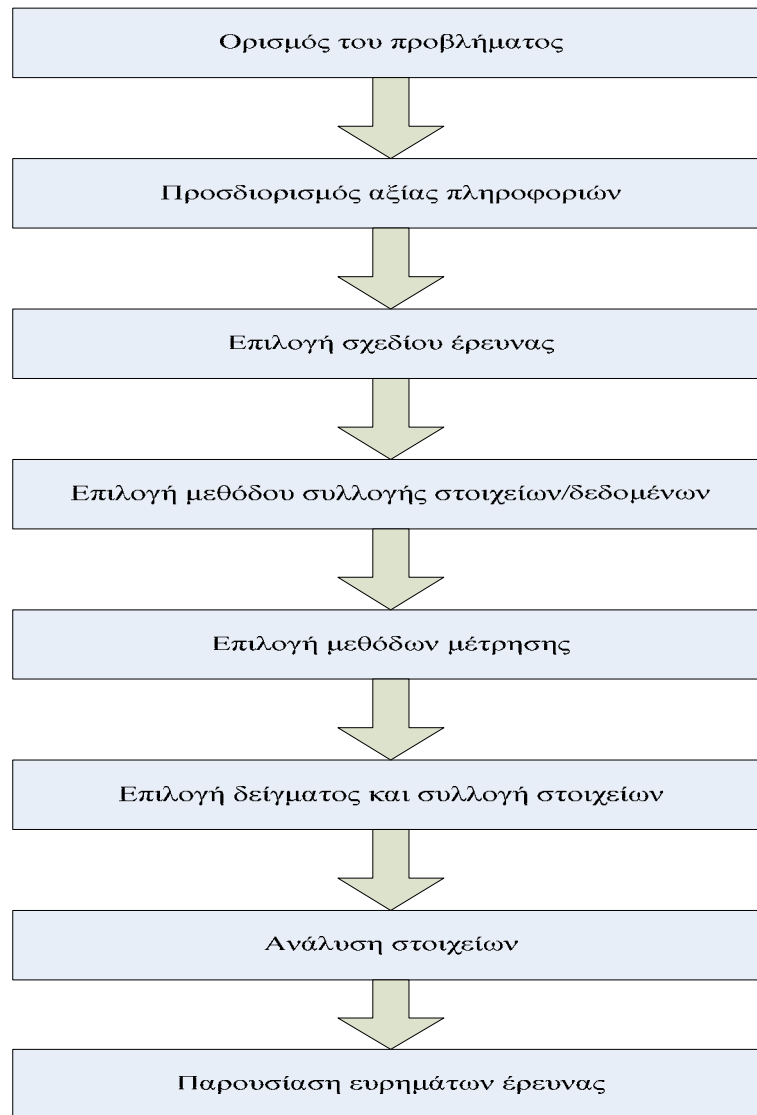 Ορισμός του προβλήματος
Προσδιορισμός αξίας πληροφοριών
Επιλογή σχεδίου έρευνας
Επιλογή μεθόδου συλλογής στοιχείων/δεδομένων
Επιλογή μεθόδων μέτρησης
Επιλογή δείγματος και συλλογή στοιχείων
Ανάλυση στοιχείων
Παρουσίαση ευρημάτων έρευνας